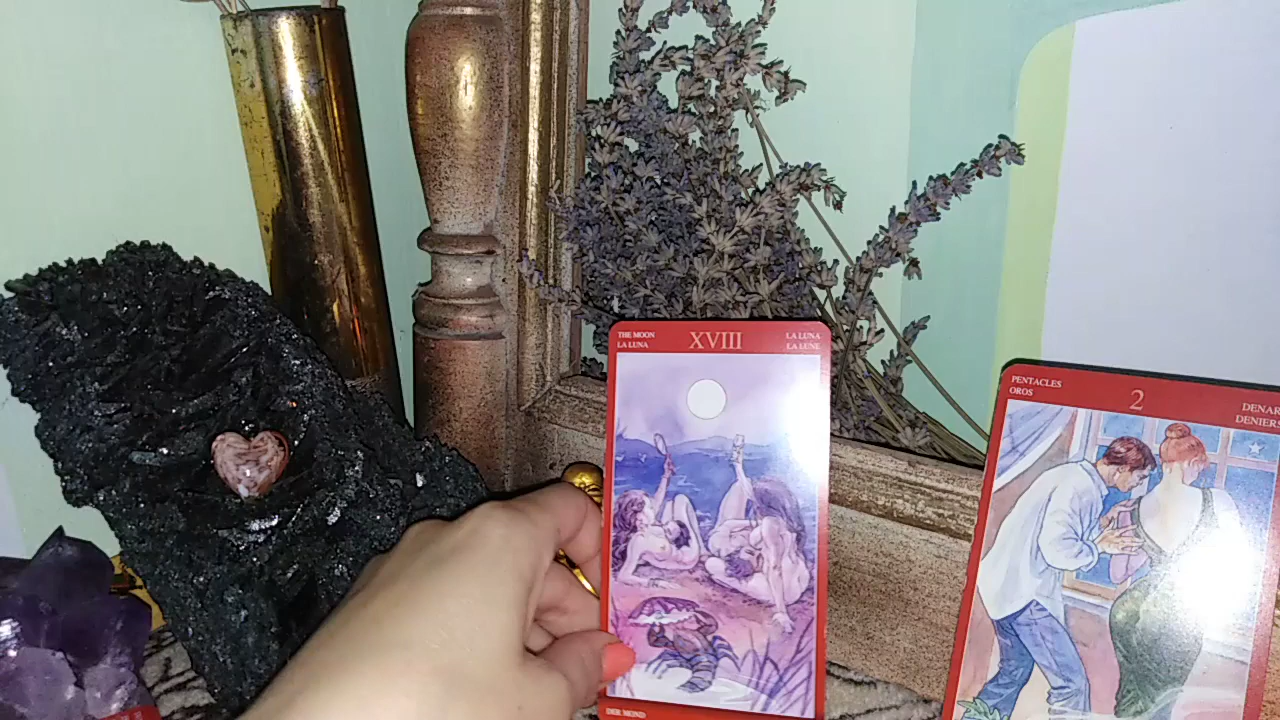 THE MOON
LA LUNA
XVIII
LA LUNA
LA LUNE
DER MOND
PENTACLES
OROS
2
DENAR
DENIERS